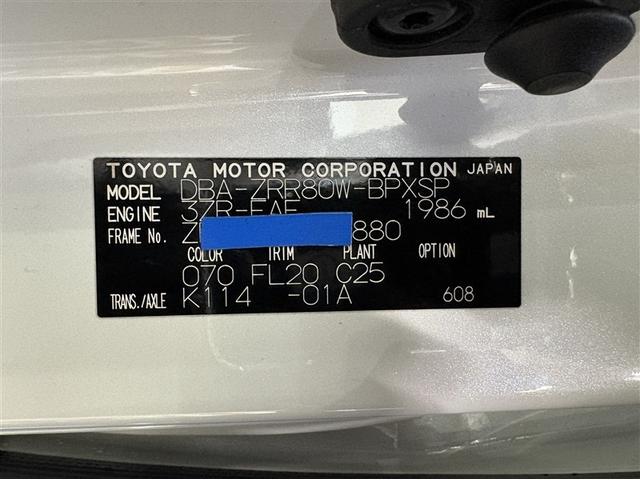 TOYOTA MOTOR CORPORATION JAPAN
MODEL DBA-ZRR80W-BPXSP
ENGINE 3ZR-FAE 1986 mL
FRAME No. Z 880
COLOR TRIM PLANT OPTION
070 FL20 C25
TRANS./AXLE K114 -01A 608